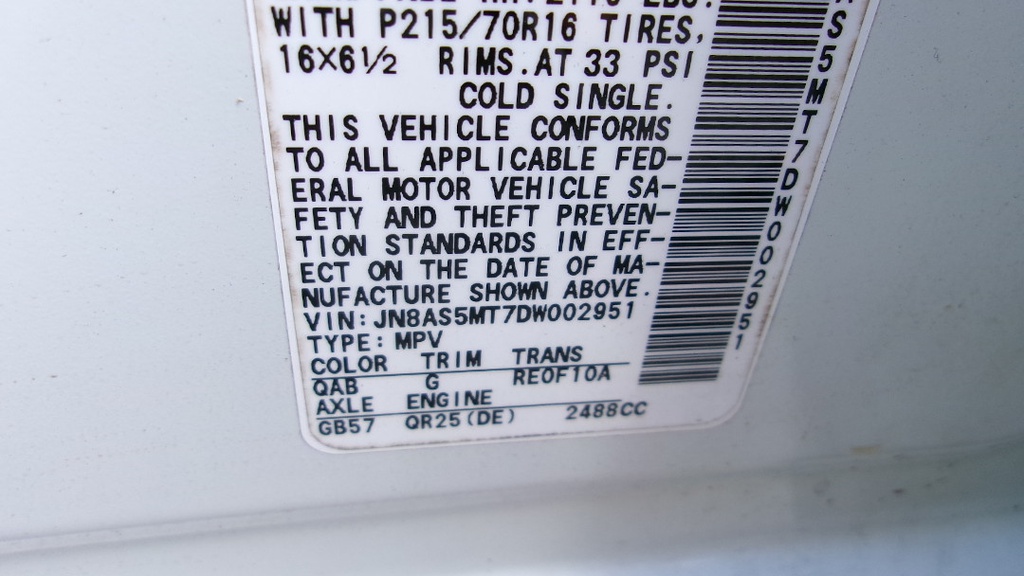 WITH P215/70R16 TIRES,
16X6½ RIMS.AT 33 PSI
COLD SINGLE.
THIS VEHICLE CONFORMS
TO ALL APPLICABLE FED-
ERAL MOTOR VEHICLE SA-
FETY AND THEFT PREVEN-
TION STANDARDS IN EFF-
ECT ON THE DATE OF MA-
NUFACTURE SHOWN ABOVE.
VIN:JN8AS5MT7DW002951
TYPE:MPV
COLOR TRIM TRANS
QAB G RE0F10A
AXLE ENGINE
GB57 QR25(DE) 2488CC
S5MT7DW002951